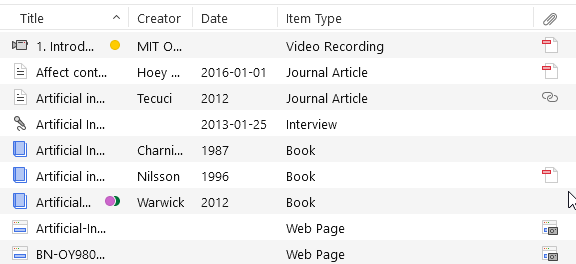 Title Creator Date Item Type
1. Introd... MIT O... Video Recording
Affect cont... Hoey ... 2016-01-01 Journal Article
Artificial in... Tecuci 2012 Journal Article
Artificial In... 2013-01-25 Interview
Artificial In... Charni... 1987 Book
Artificial in... Nilsson 1996 Book
Artificial... Warwick 2012 Book
Artificial-In... Web Page
BN-OY980... Web Page